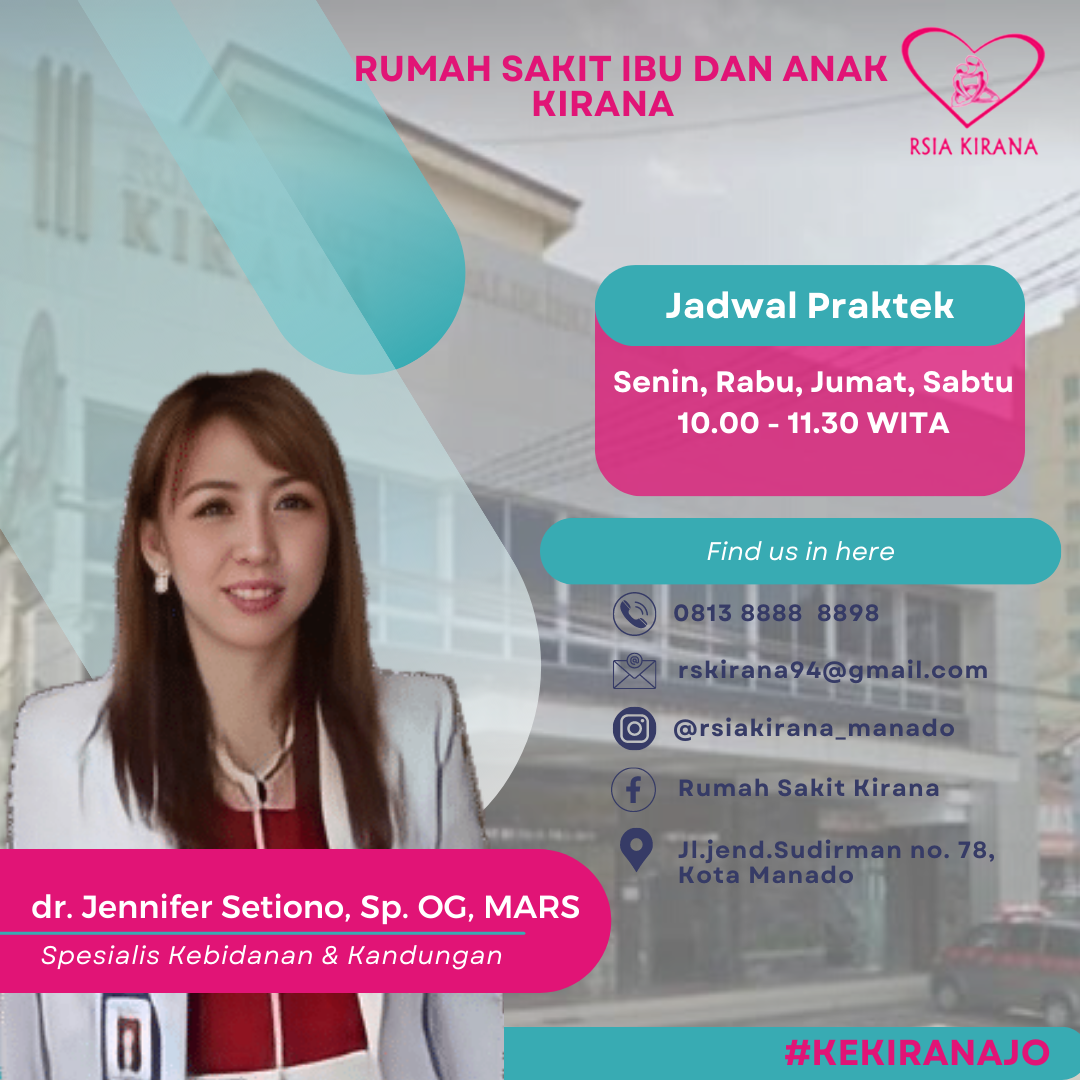 RUMAH SAKIT IBU DAN ANAK
KIRANA
RSIA KIRANA
KIRANA
Jadwal Praktek
Senin, Rabu, Jumat, Sabtu
10.00 - 11.30 WITA
Find us in here
0813 8888 8898
rskirana94@gmail.com
@rsiakirana_manado
Rumah Sakit Kirana
Jl.jend.Sudirman no. 78,
Kota Manado
dr. Jennifer Setiono, Sp. OG, MARS
Spesialis Kebidanan & Kandungan
#KEKIRANAJO